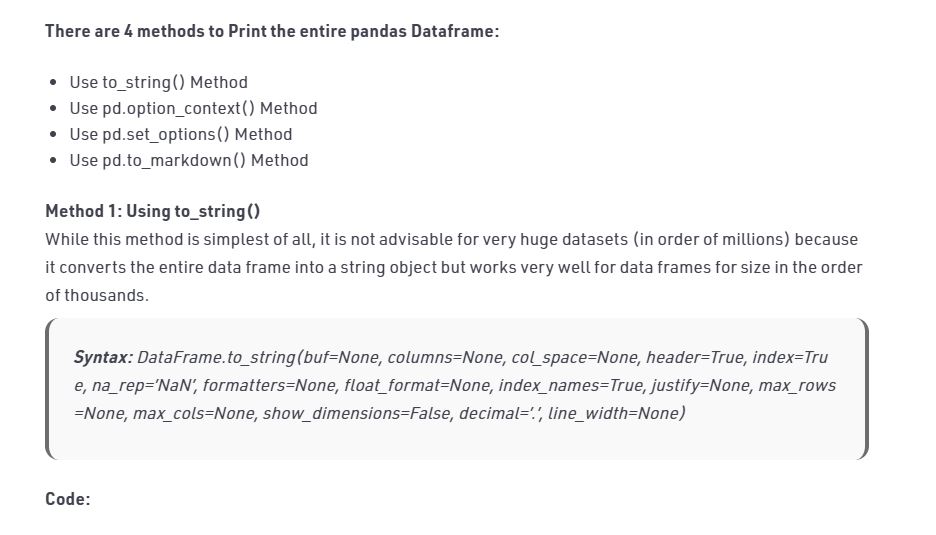 There are 4 methods to Print the entire pandas Dataframe:
• Use to_string() Method
• Use pd.option_context() Method
• Use pd.set_options() Method
• Use pd.to_markdown() Method
Method 1: Using to_string()
While this method is simplest of all, it is not advisable for very huge datasets (in order of millions) because
it converts the entire data frame into a string object but works very well for data frames for size in the order
of thousands.
Syntax: DataFrame.to_string(buf=None, columns=None, col_space=None, header=True, index=Tru
e, na_rep=’NaN’, formatters=None, float_format=None, index_names=True, justify=None, max_rows
=None, max_cols=None, show_dimensions=False, decimal=’.’, line_width=None)
Code: